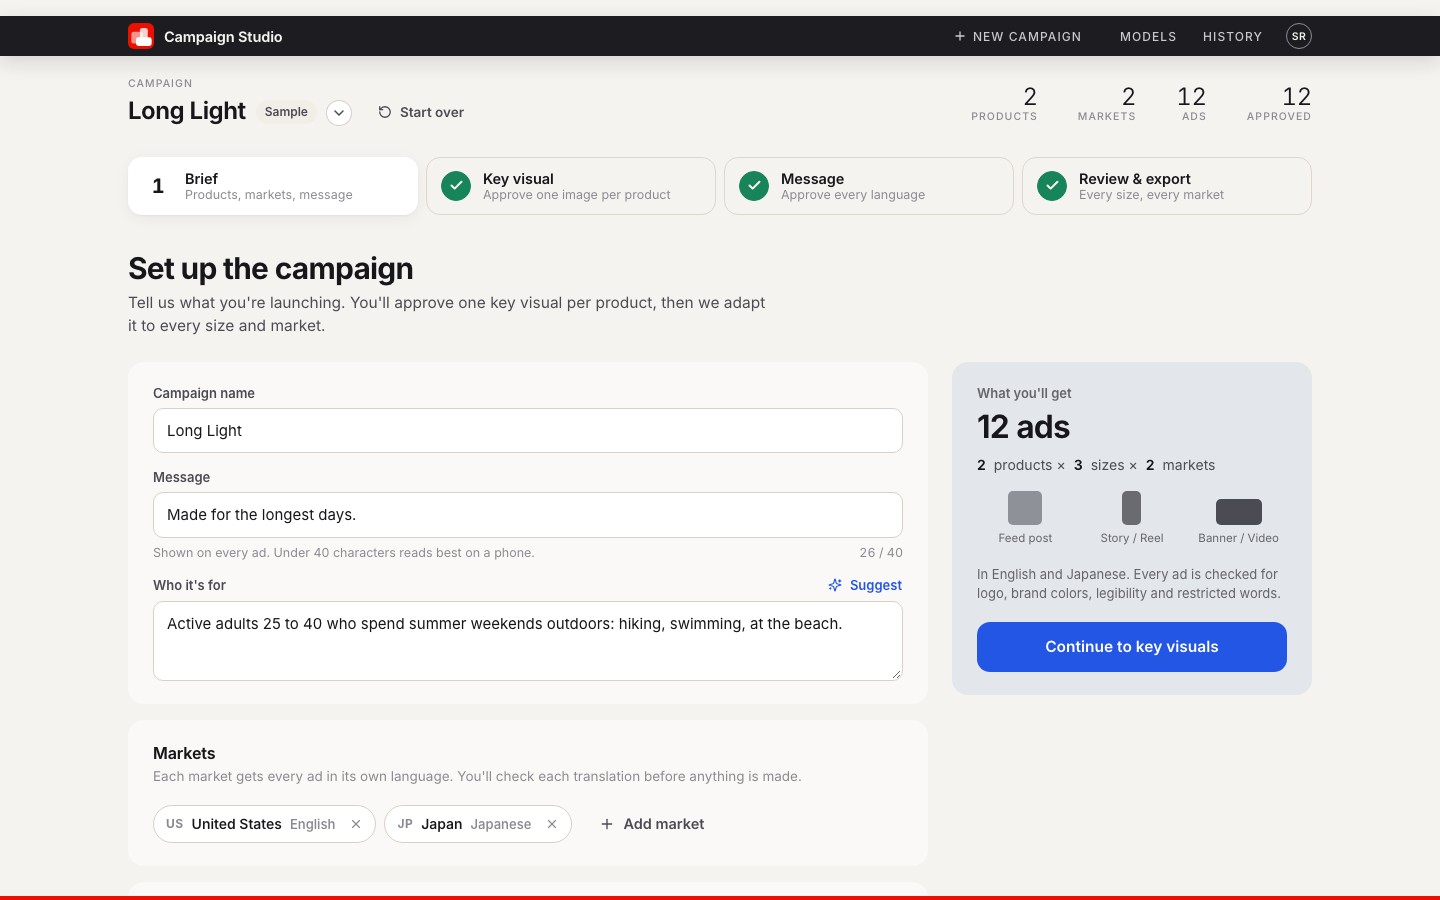 Campaign Studio
NEW CAMPAIGN
MODELS
HISTORY
SR
CAMPAIGN
Long Light
Sample
Start over
2
PRODUCTS
2
MARKETS
12
ADS
12
APPROVED
1
Brief
Products, markets, message
Key visual
Approve one image per product
Message
Approve every language
Review & export
Every size, every market
Set up the campaign
Tell us what you're launching. You'll approve one key visual per product, then we adapt
it to every size and market.
Campaign name
Long Light
Message
Made for the longest days.
Shown on every ad. Under 40 characters reads best on a phone.
26 / 40
Who it's for
Suggest
Active adults 25 to 40 who spend summer weekends outdoors: hiking, swimming, at the beach.
What you'll get
12 ads
2 products × 3 sizes × 2 markets
Feed post
Story / Reel
Banner / Video
In English and Japanese. Every ad is checked for
logo, brand colors, legibility and restricted words.
Continue to key visuals
Markets
Each market gets every ad in its own language. You'll check each translation before anything is made.
US United States English ×
JP Japan Japanese ×
+ Add market